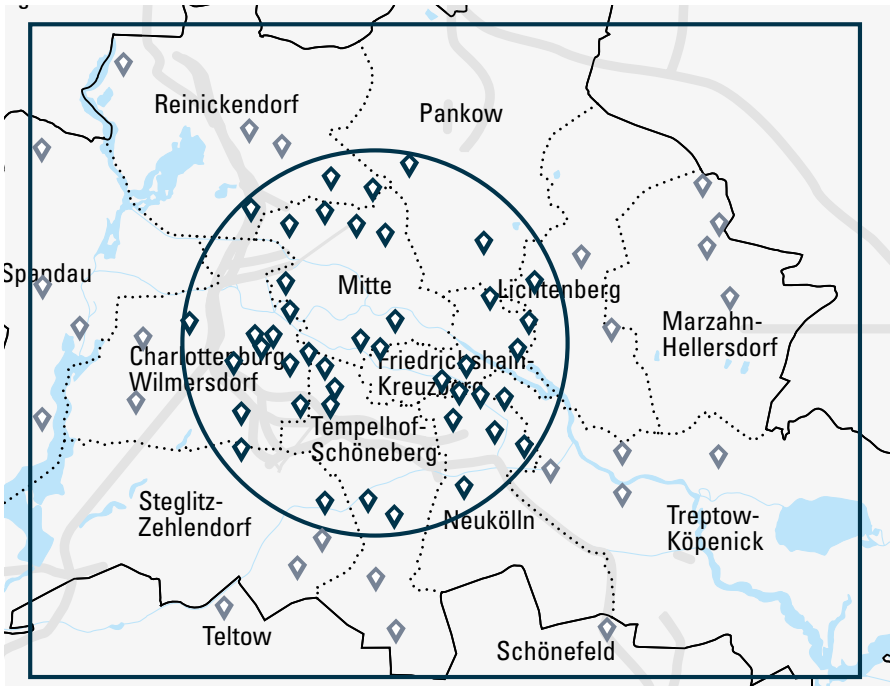 Reinickendorf
Pankow
Spandau
Mitte
Lichtenberg
Marzahn-
Hellersdorf
Charlottenburg
Wilmersdorf
Friedrichshain-
Kreuzberg
Tempelhof-
Schöneberg
Steglitz-
Zehlendorf
Neukölln
Treptow-
Köpenick
Teltow
Schönefeld